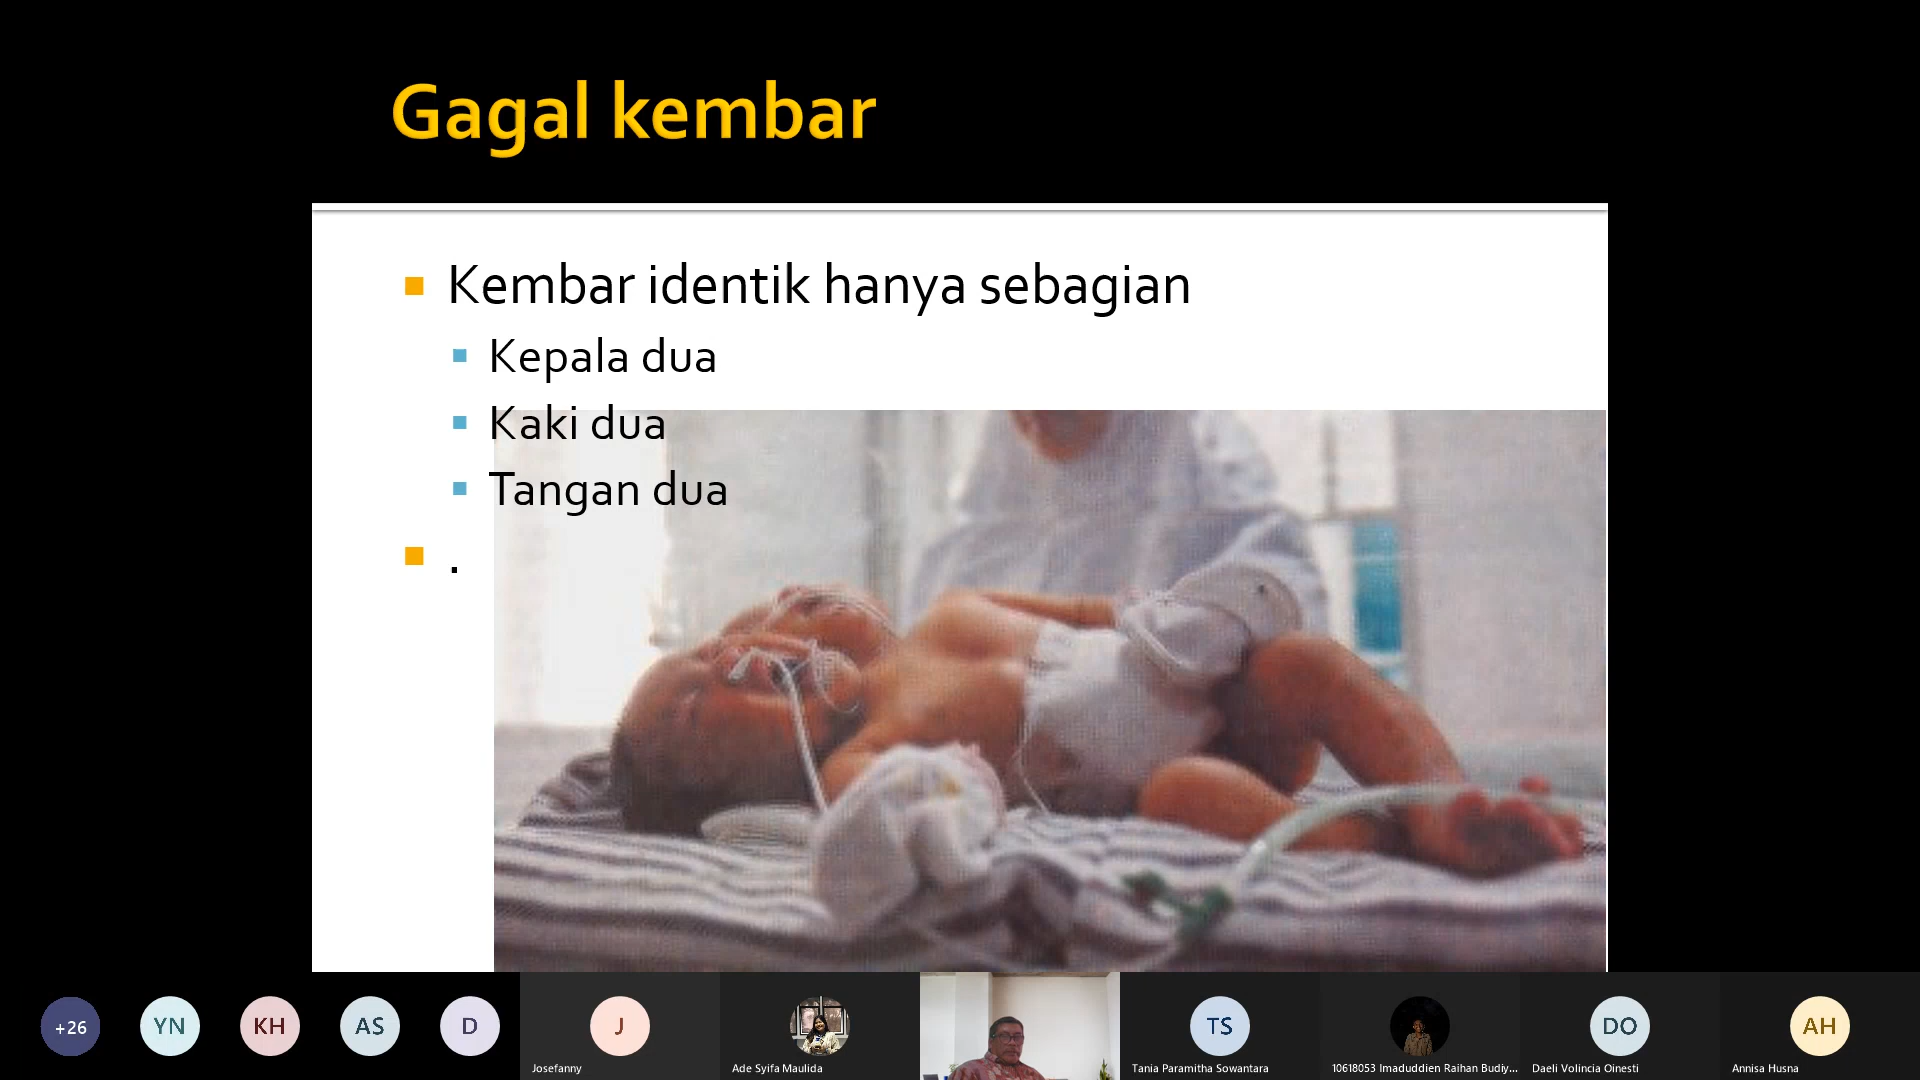 Gagal kembar
Kembar identik hanya sebagian
Kepala dua
Kaki dua
Tangan dua
.
+26
YN
KH
AS
D
J
TS
DO
AH
Josefanny
Ade Syifa Maulida
Tania Paramitha Sowantara
10618053 Imaduddien Raihan Budiy...
Daeli Volincia Oinesti
Annisa Husna